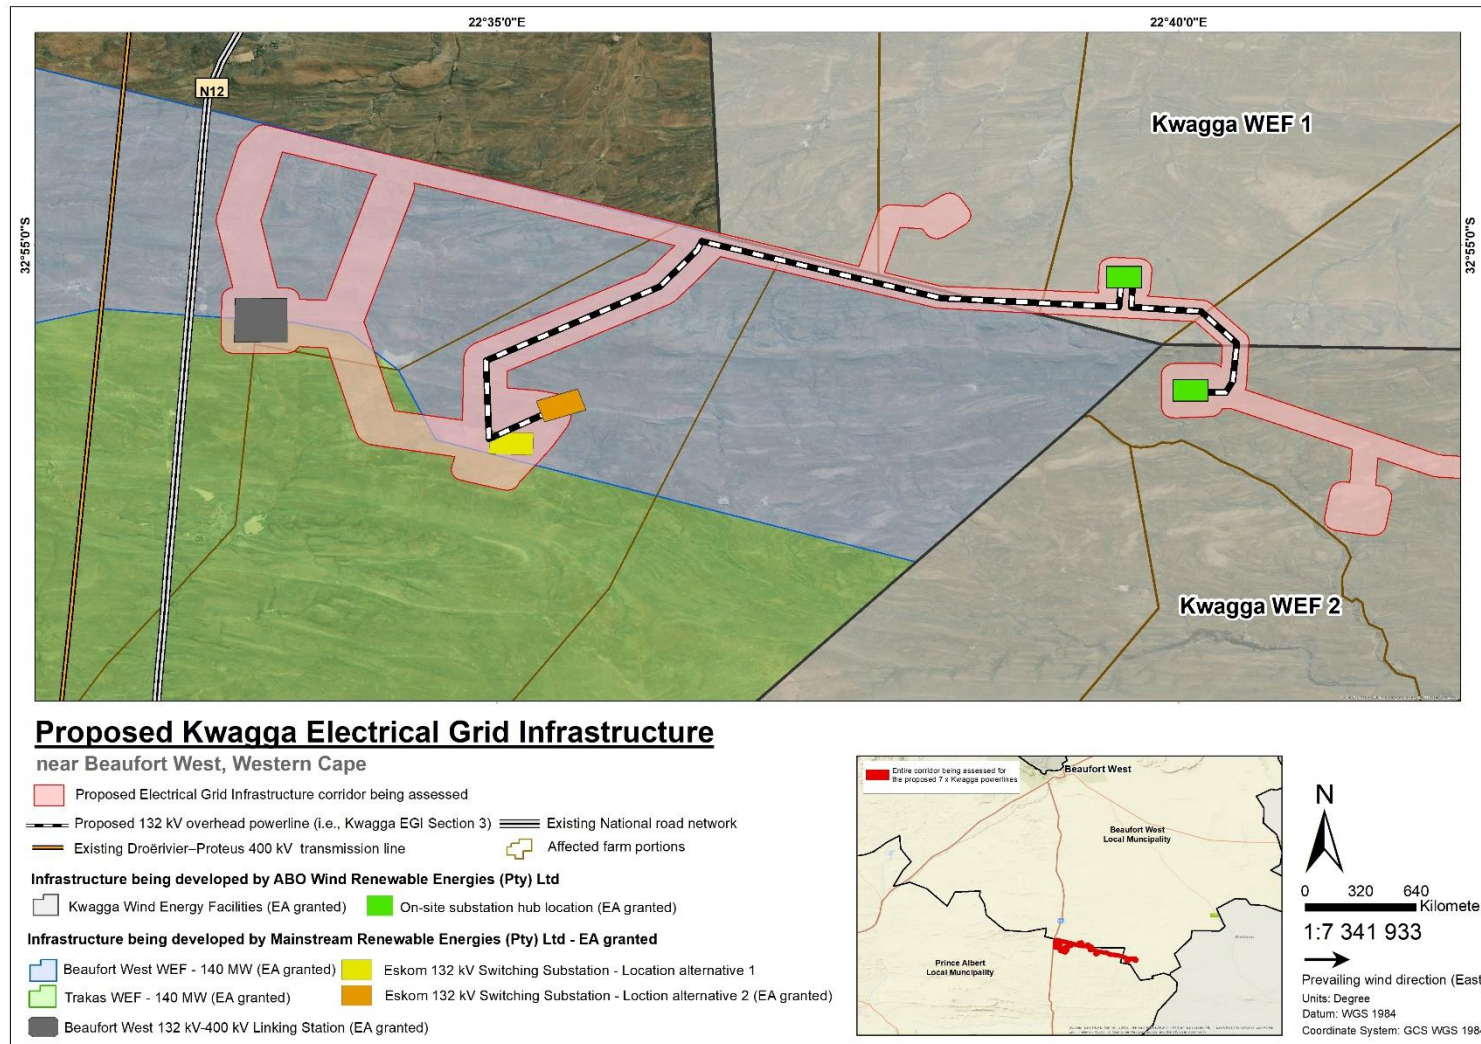 22°35'0"E
22°40'0"E
32°55'0"S
32°55'0"S
N12
Kwagga WEF 1
Kwagga WEF 2
Proposed Kwagga Electrical Grid Infrastructure
near Beaufort West, Western Cape
Proposed Electrical Grid Infrastructure corridor being assessed
Proposed 132 kV overhead powerline (i.e., Kwagga EGI Section 3)
Existing National road network
Existing Droërivier–Proteus 400 kV transmission line
Affected farm portions
Infrastructure being developed by ABO Wind Renewable Energies (Pty) Ltd
Kwagga Wind Energy Facilities (EA granted)
On-site substation hub location (EA granted)
Infrastructure being developed by Mainstream Renewable Energies (Pty) Ltd - EA granted
Beaufort West WEF - 140 MW (EA granted)
Eskom 132 kV Switching Substation - Location alternative 1
Trakas WEF - 140 MW (EA granted)
Eskom 132 kV Switching Substation - Loction alternative 2 (EA granted)
Beaufort West 132 kV-400 kV Linking Station (EA granted)
Entire corridor being assessed for
the proposed 7 x Kwagga powerlines
Beaufort West
Beaufort West
Local Muncipality
Prince Albert
Local Muncipality
N
0 320 640
Kilomete
1:7 341 933
Prevailing wind direction (East
Units: Degree
Datum: WGS 1984
Coordinate System: GCS WGS 1984